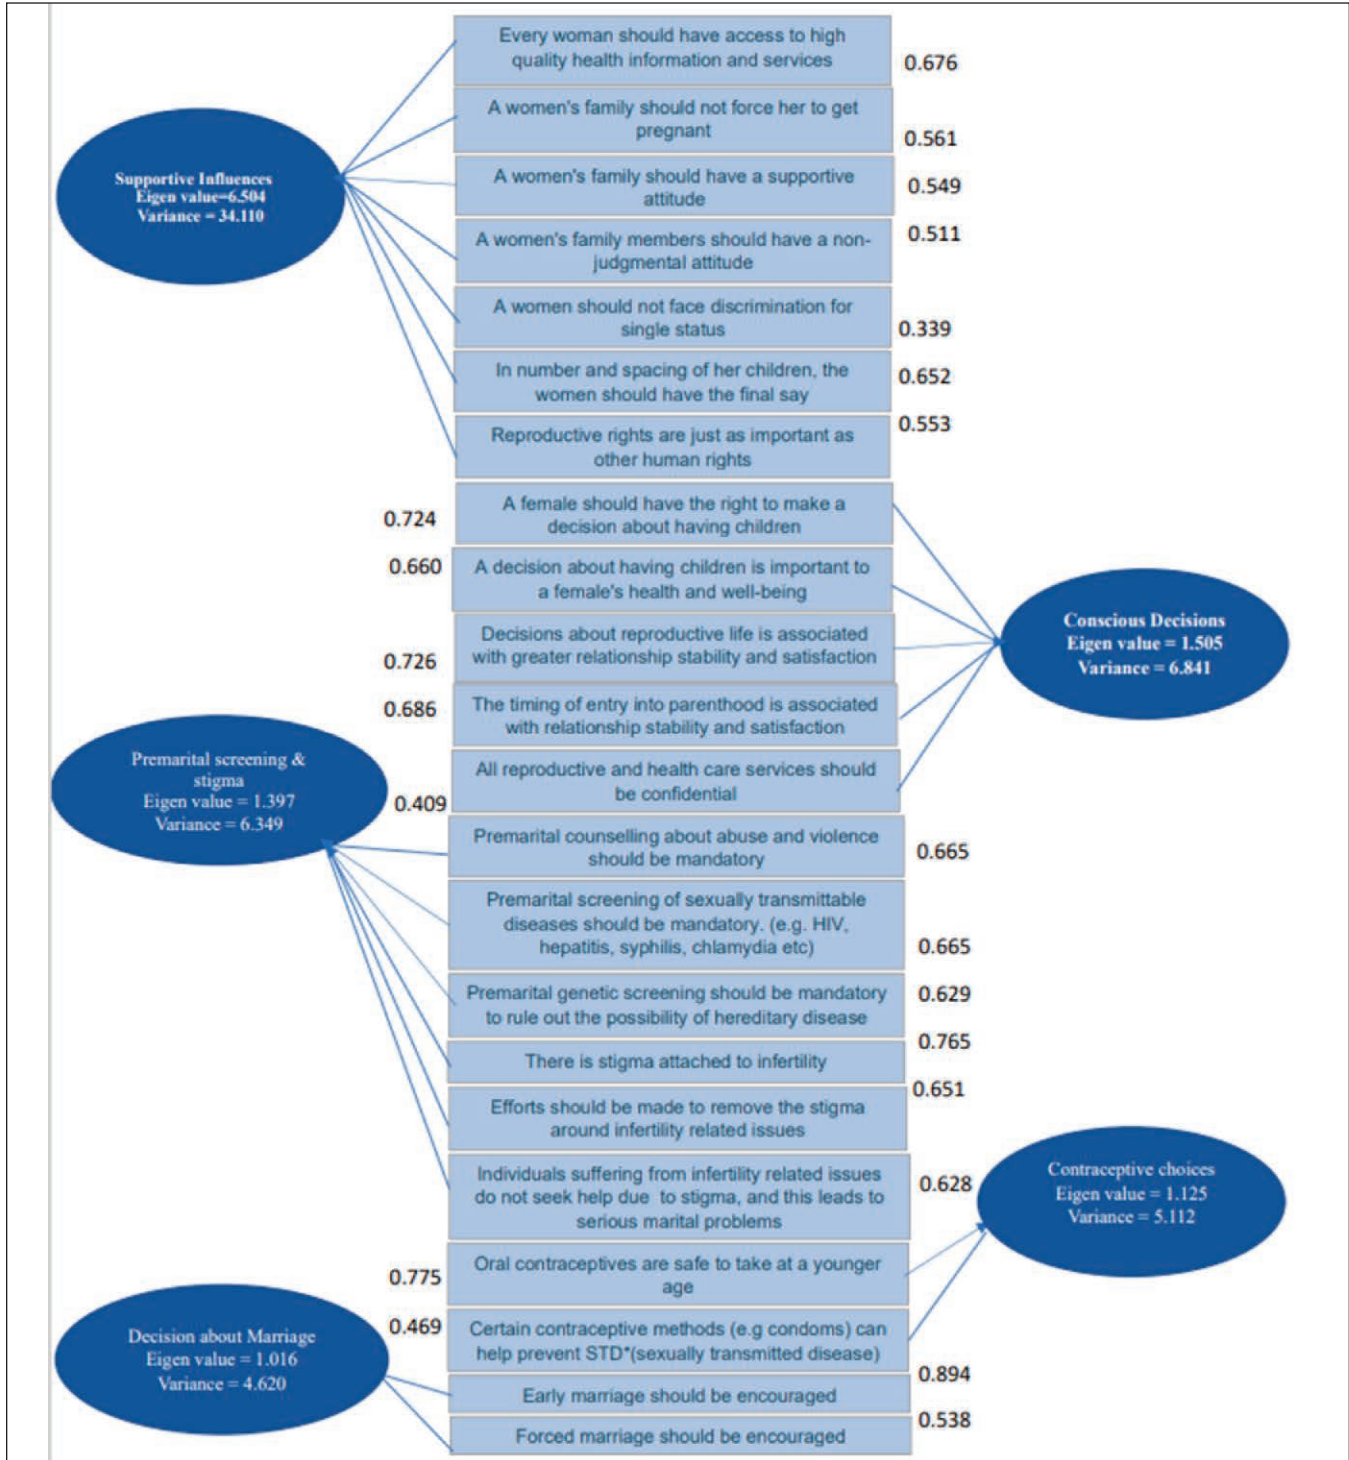 Every woman should have access to high
quality health information and services
0.676
A women's family should not force her to get
pregnant
0.561
Supportive Influences
Eigen value=6.504
Variance = 34.110
A women's family should have a supportive
attitude
0.549
A women's family members should have a non-
judgmental attitude
0.511
A women should not face discrimination for
single status
0.339
In number and spacing of her children, the
women should have the final say
0.652
Reproductive rights are just as important as
other human rights
0.553
A female should have the right to make a
decision about having children
0.724
A decision about having children is important to
a female's health and well-being
0.660
Conscious Decisions
Eigen value = 1.505
Variance = 6.841
Decisions about reproductive life is associated
with greater relationship stability and satisfaction
0.726
The timing of entry into parenthood is associated
with relationship stability and satisfaction
0.686
Premarital screening &
stigma
Eigen value = 1.397
Variance = 6.349
All reproductive and health care services should
be confidential
0.409
Premarital counselling about abuse and violence
should be mandatory
0.665
Premarital screening of sexually transmittable
diseases should be mandatory. (e.g. HIV,
hepatitis, syphilis, chlamydia etc)
0.665
Premarital genetic screening should be mandatory
to rule out the possibility of hereditary disease
0.629
There is stigma attached to infertility
0.765
Efforts should be made to remove the stigma
around infertility related issues
0.651
Individuals suffering from infertility related issues
do not seek help due to stigma, and this leads to
serious marital problems
0.628
Contraceptive choices
Eigen value = 1.125
Variance = 5.112
Oral contraceptives are safe to take at a younger
age
0.775
Certain contraceptive methods (e.g condoms) can
help prevent STD*(sexually transmitted disease)
0.469
Decision about Marriage
Eigen value = 1.016
Variance = 4.620
Early marriage should be encouraged
0.894
Forced marriage should be encouraged
0.538